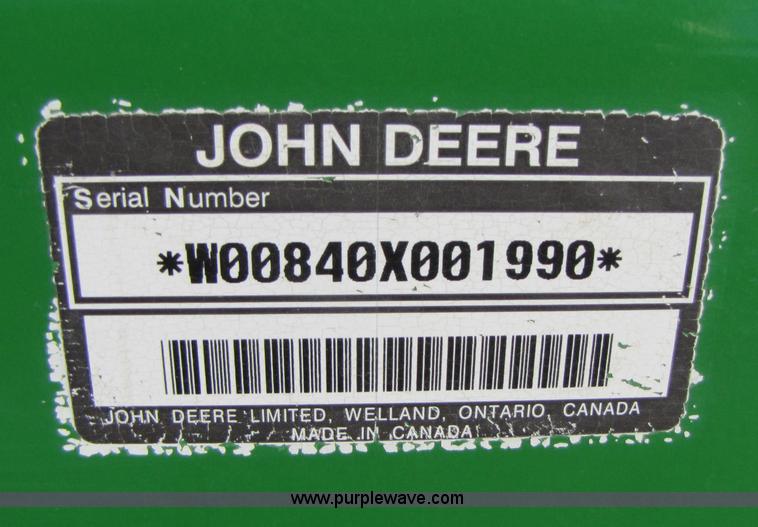 JOHN DEERE
Serial Number
*W00840X001990*
JOHN DEERE LIMITED, WELLAND, ONTARIO, CANADA
MADE IN CANADA
www.purplewave.com